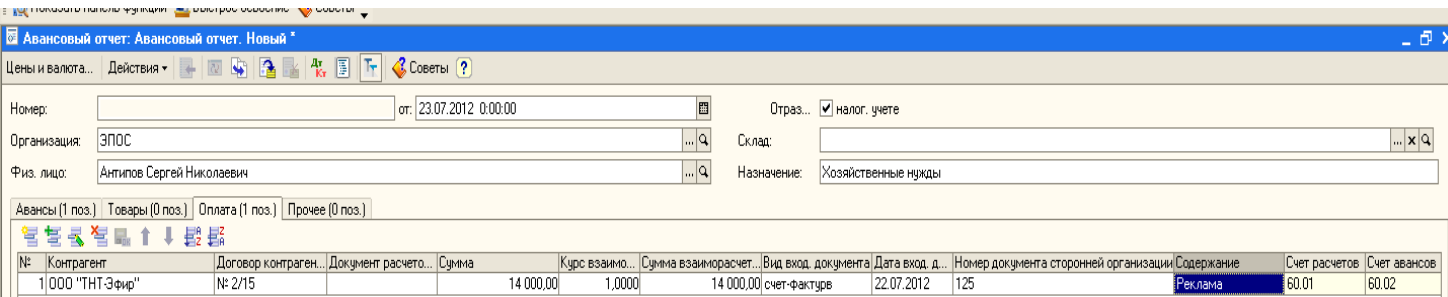 Показать панель функций Быстрое освоение Советы
Авансовый отчет: Авансовый отчет. Новый *
Цены и валюта... Действия Дт Кт Советы ?
Номер: от: 23.07.2012 0:00:00 Отраз... налог. учете
Организация: ЭПОС Склад:
Физ. лицо: Антипов Сергей Николаевич Назначение: Хозяйственные нужды
Авансы (1 поз.) Товары (0 поз.) Оплата (1 поз.) Прочее (0 поз.)
№ Контрагент Договор контраген... Документ расчето... Сумма Курс взаимо... Сумма взаиморасчет... Вид вход. документа Дата вход. д... Номер документа сторонней организации Содержание Счет расчетов Счет авансов
1 ООО "ТНТ-Эфир" № 2/15 14 000,00 1,0000 14 000,00 счет-фактурв 22.07.2012 125 Реклама 60.01 60.02